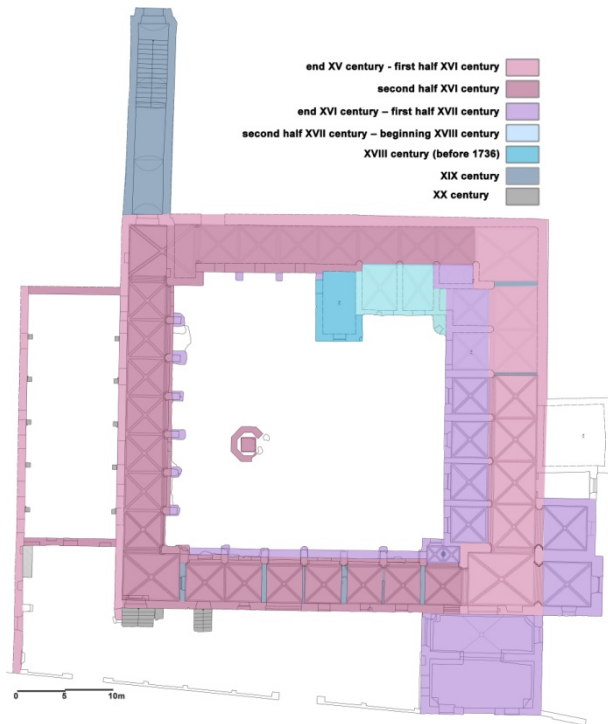 end XV century - first half XVI century
second half XVI century
end XVI century – first half XVII century
second half XVII century – beginning XVIII century
XVIII century (before 1736)
XIX century
XX century
0 5 10m